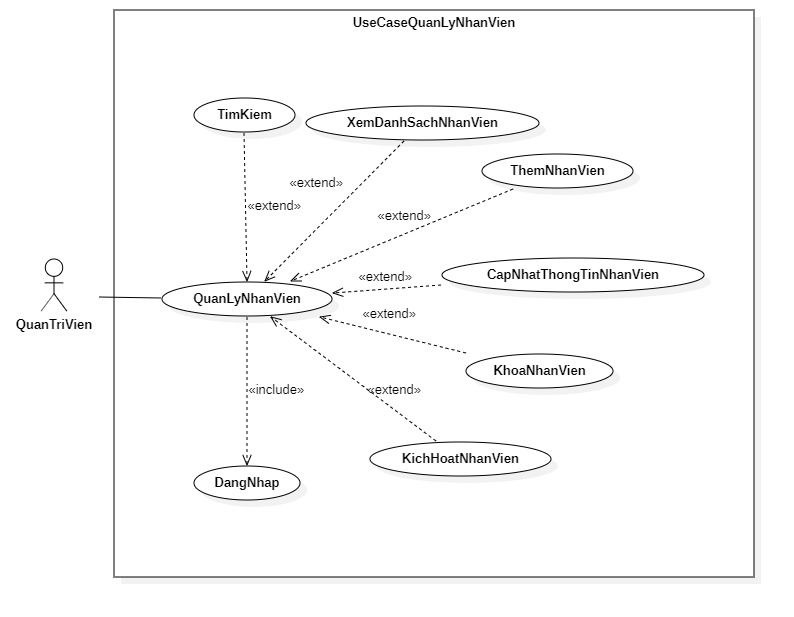 UseCaseQuanLyNhanVien
TimKiem
XemDanhSachNhanVien
ThemNhanVien
«extend»
«extend»
«extend»
CapNhatThongTinNhanVien
«extend»
QuanLyNhanVien
«extend»
QuanTriVien
KhoaNhanVien
«include»
«extend»
KichHoatNhanVien
DangNhap